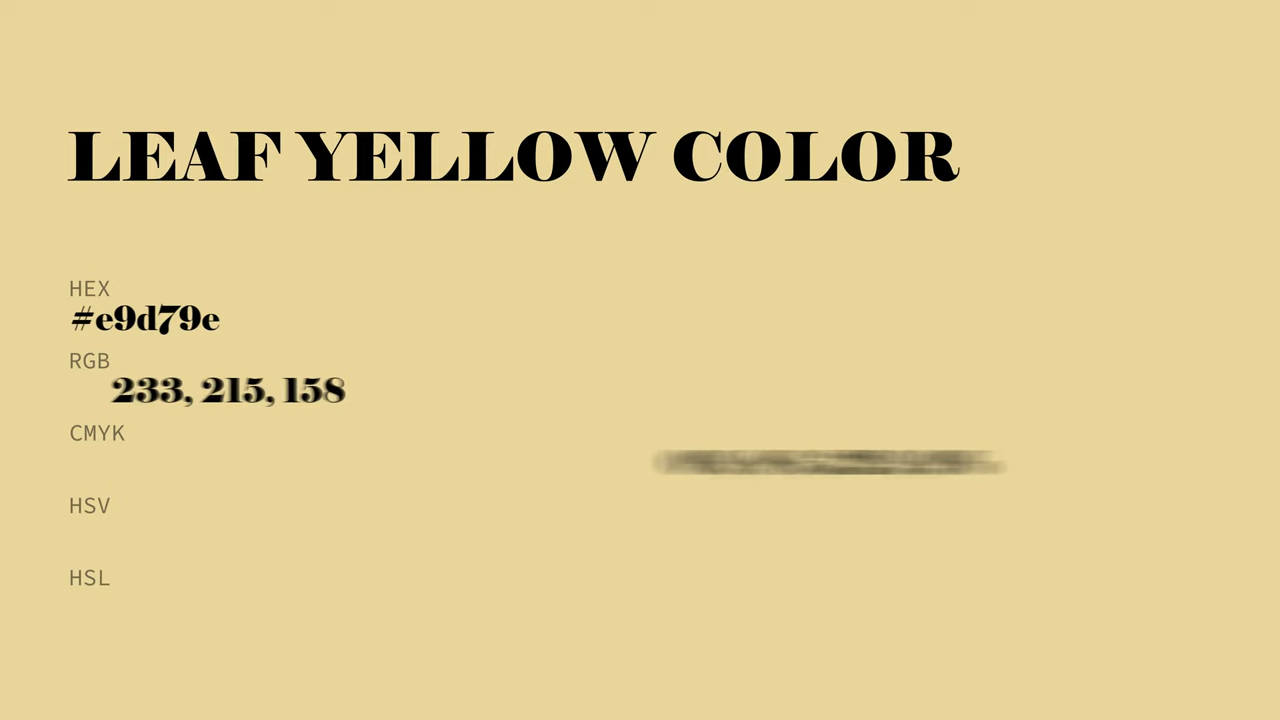 LEAF YELLOW COLOR
HEX
#e9d79e
RGB
233, 215, 158
CMYK
HSV
HSL